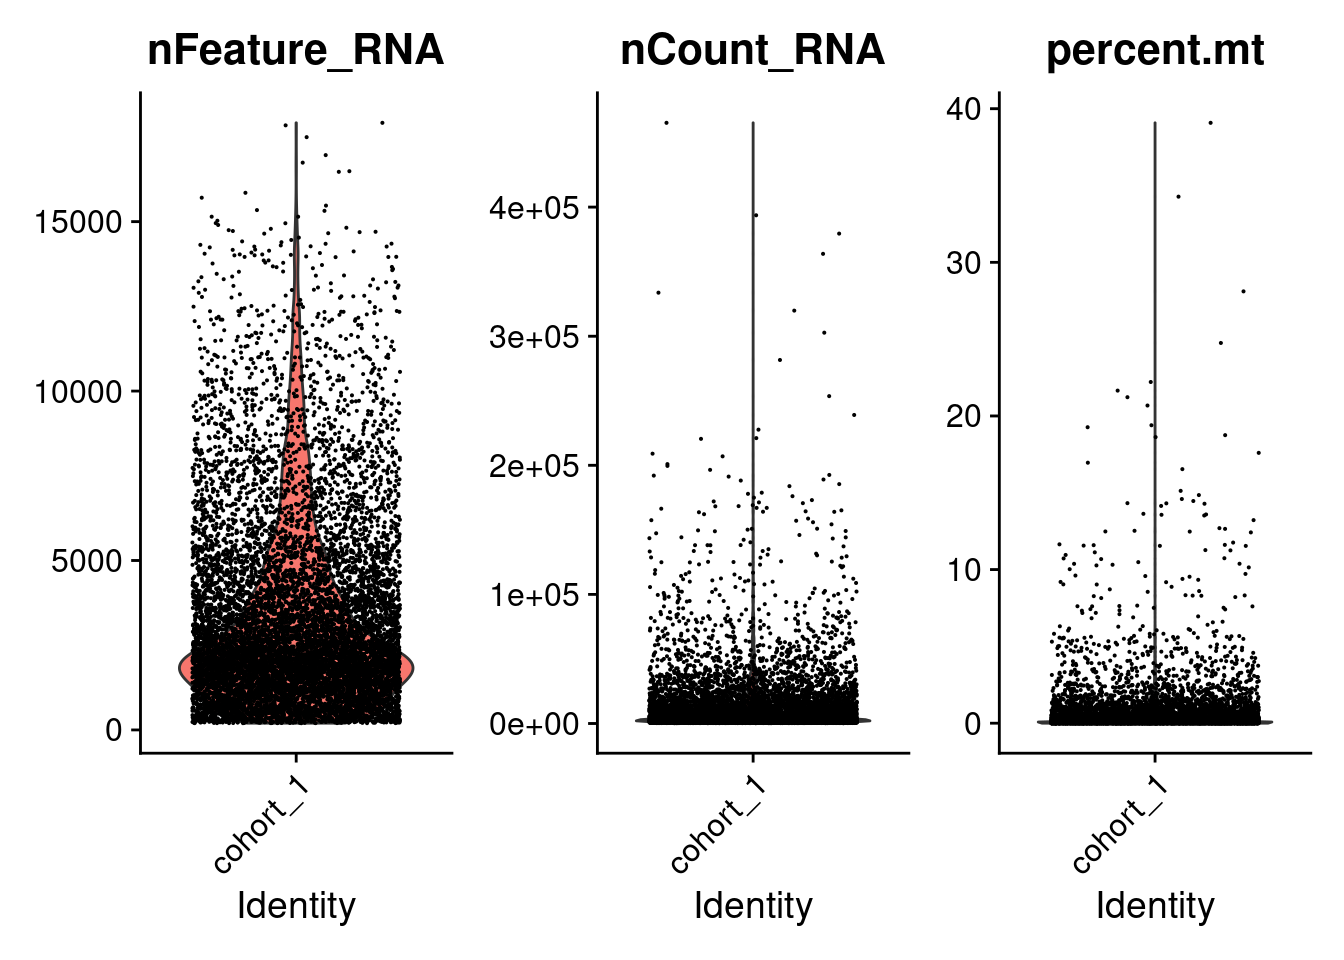 nFeature_RNA
15000
10000
5000
0
cohort_1
Identity
nCount_RNA
4e+05
3e+05
2e+05
1e+05
0e+00
cohort_1
Identity
percent.mt
40
30
20
10
0
cohort_1
Identity